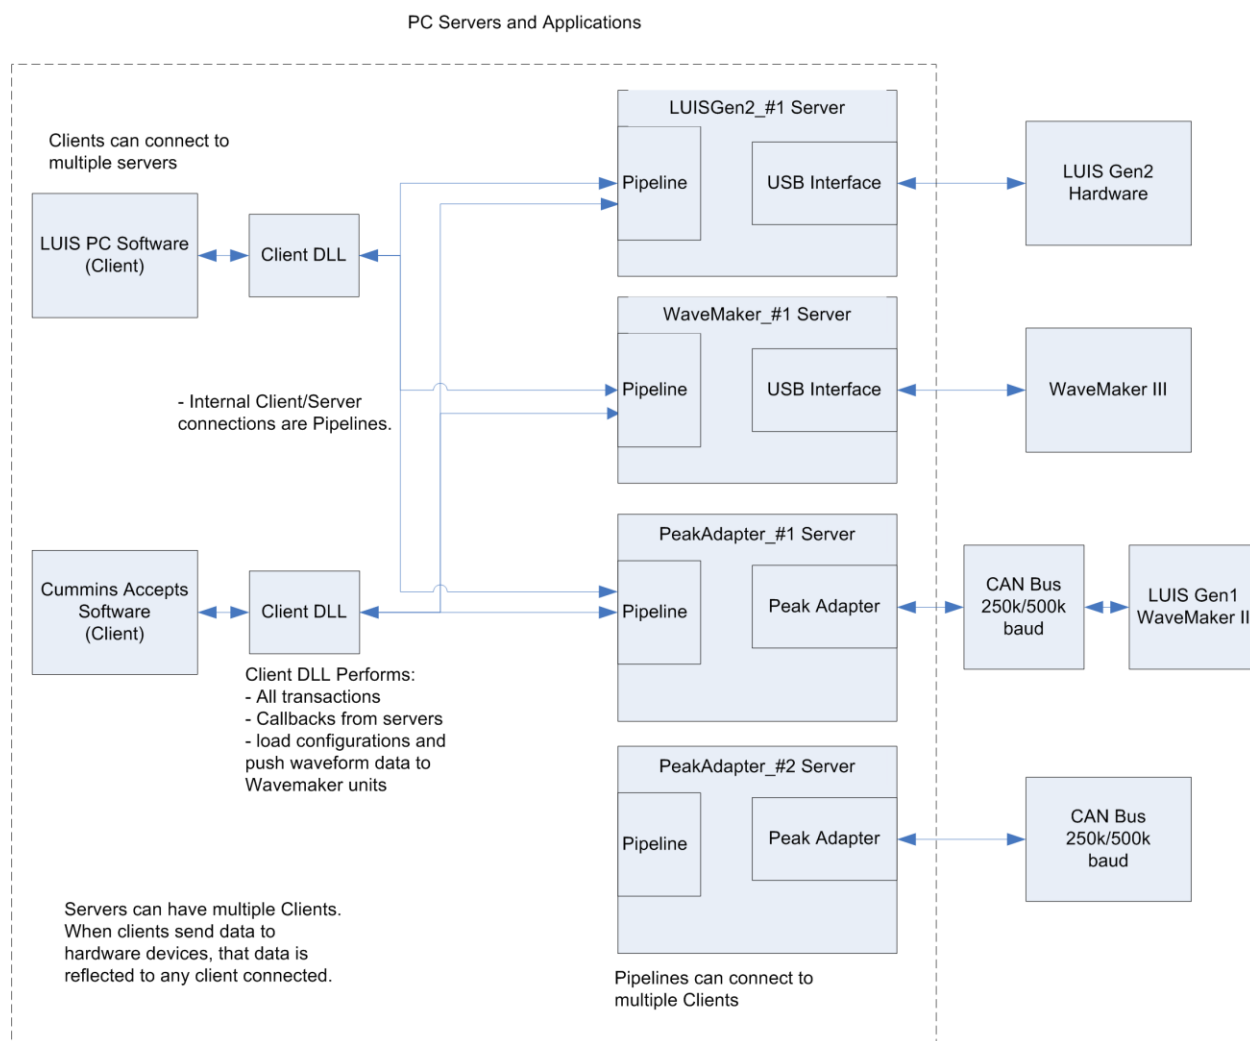 PC Servers and Applications
Clients can connect to
multiple servers
LUIS PC Software
(Client)
Client DLL
LUISGen2_#1 Server
Pipeline
USB Interface
LUIS Gen2
Hardware
WaveMaker_#1 Server
Pipeline
USB Interface
WaveMaker III
- Internal Client/Server
connections are Pipelines.
Cummins Accepts
Software
(Client)
Client DLL
PeakAdapter_#1 Server
Pipeline
Peak Adapter
CAN Bus
250k/500k
baud
LUIS Gen1
WaveMaker II
Client DLL Performs:
- All transactions
- Callbacks from servers
- load configurations and
push waveform data to
Wavemaker units
PeakAdapter_#2 Server
Pipeline
Peak Adapter
CAN Bus
250k/500k
baud
Servers can have multiple Clients.
When clients send data to
hardware devices, that data is
reflected to any client connected.
Pipelines can connect to
multiple Clients